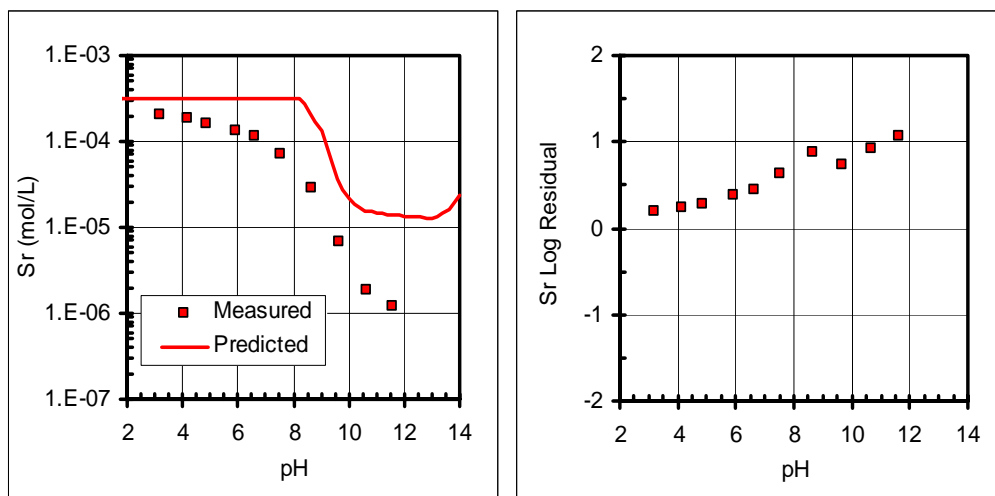 Sr (mol/L)
1.E-03
1.E-04
1.E-05
1.E-06
1.E-07
Measured
Predicted
2 4 6 8 10 12 14
pH
Sr Log Residual
2
1
0
-1
-2
2 4 6 8 10 12 14
pH